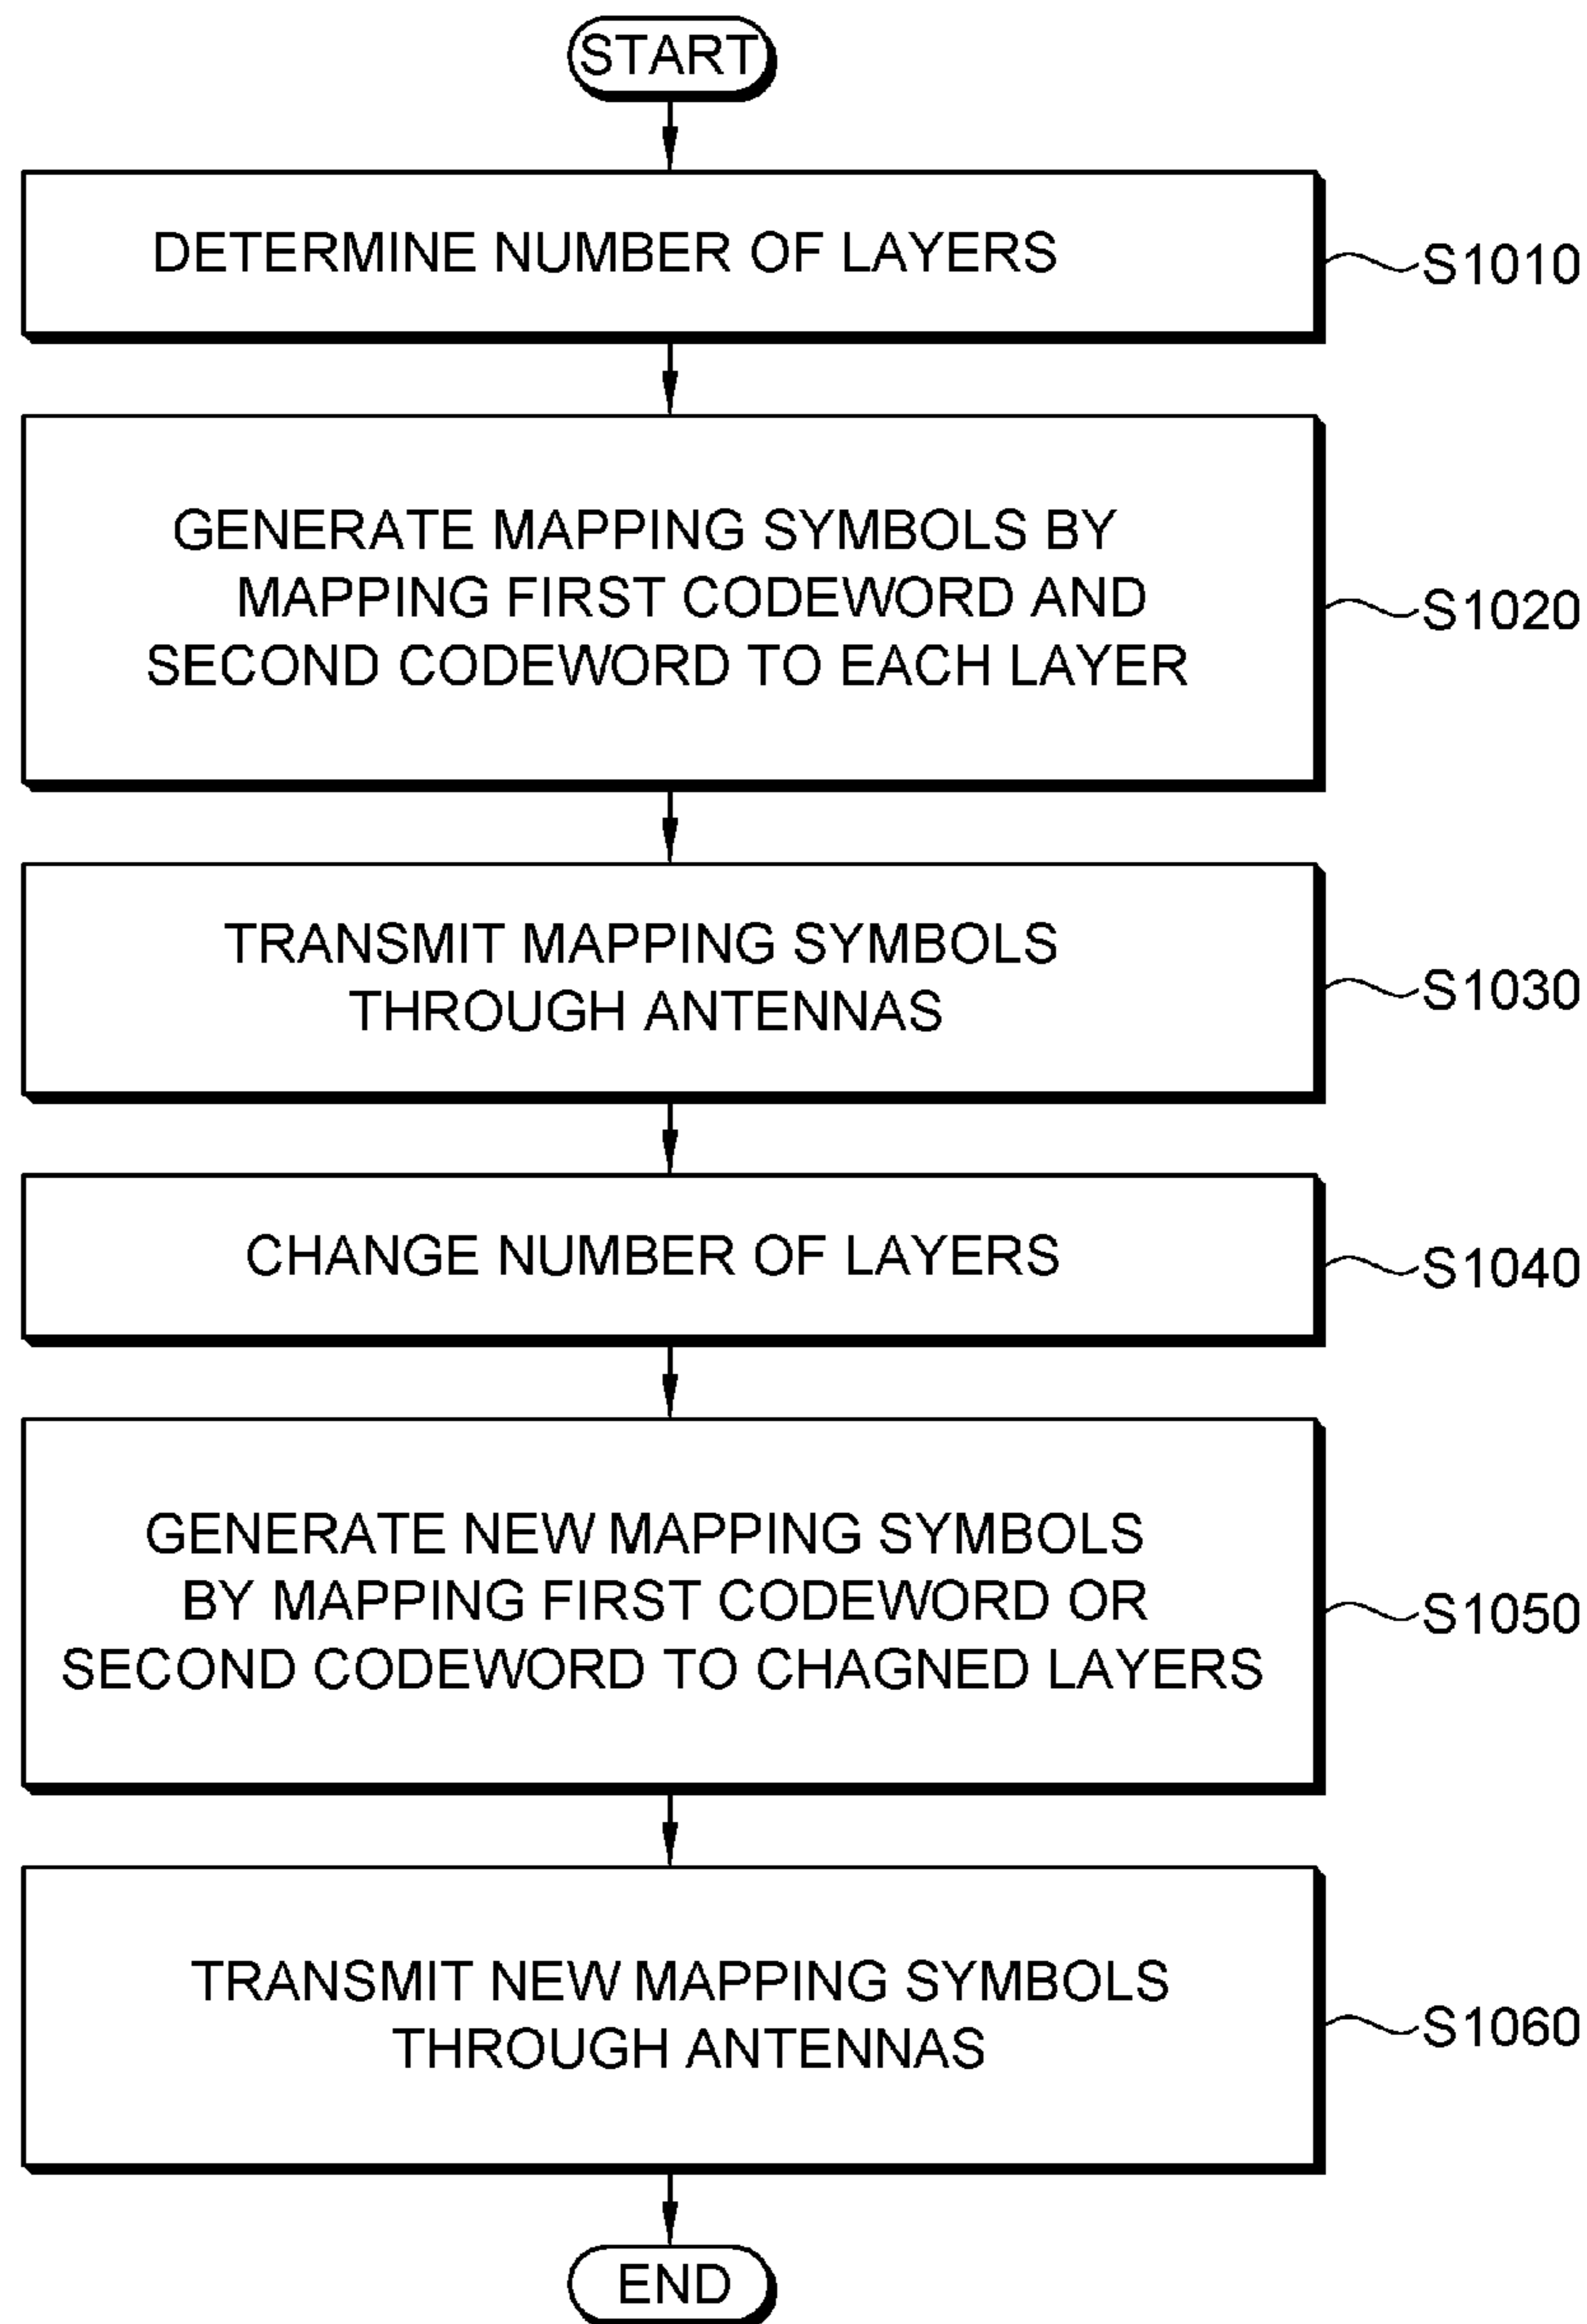 START
DETERMINE NUMBER OF LAYERS
S1010
GENERATE MAPPING SYMBOLS BY
MAPPING FIRST CODEWORD AND
SECOND CODEWORD TO EACH LAYER
S1020
TRANSMIT MAPPING SYMBOLS
THROUGH ANTENNAS
S1030
CHANGE NUMBER OF LAYERS
S1040
GENERATE NEW MAPPING SYMBOLS
BY MAPPING FIRST CODEWORD OR
SECOND CODEWORD TO CHAGNED LAYERS
S1050
TRANSMIT NEW MAPPING SYMBOLS
THROUGH ANTENNAS
S1060
END